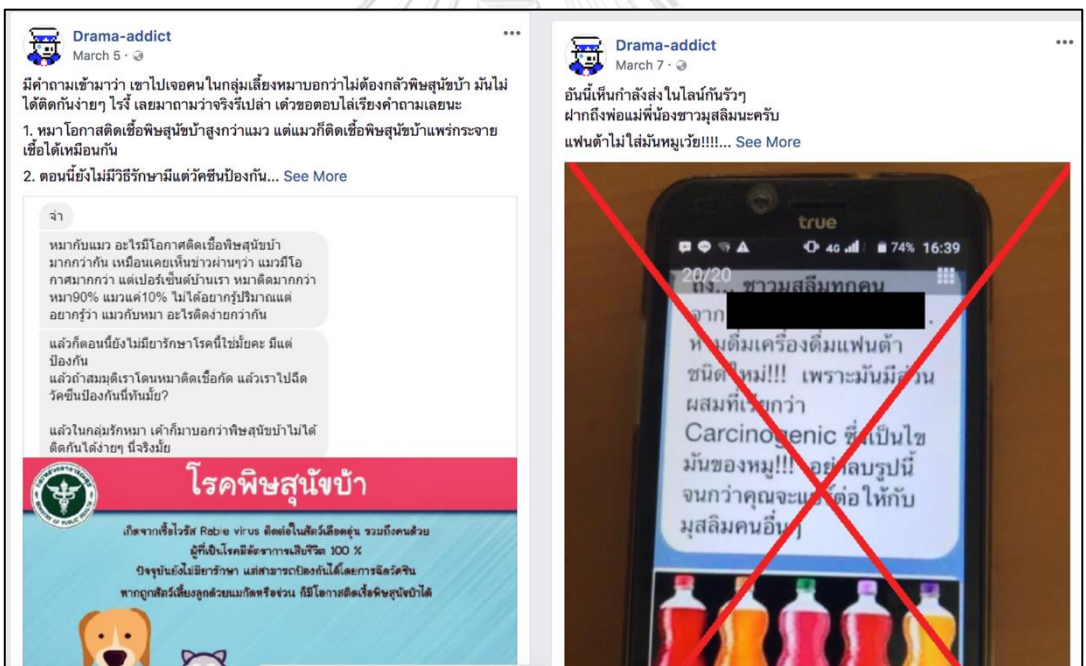 Drama-addict
March 5
มีคำถามเข้ามาว่า เขาไปเจอคนในกลุ่มเลี้ยงหมาบอกว่าไม่ต้องกลัวพิษสุนัขบ้า มันไม่
ได้ติดกันง่ายๆ ไรงี้ เลยมาถามว่าจริงรึเปล่า เด๋วขอตอบไล่เรียงคำถามเลยนะ
1. หมาโอกาสติดเชื้อพิษสุนัขบ้าสูงกว่าแมว แต่แมวก็ติดเชื้อพิษสุนัขบ้าแพร่กระจาย
เชื้อได้เหมือนกัน
2. ตอนนี้ยังไม่มีวิธีรักษามีแต่วัคซีนป้องกัน... See More
จ่า
หมากับแมว อะไรมีโอกาศติดเชื้อพิษสุนัขบ้า
มากกว่ากัน เหมือนเคยเห็นข่าวผ่านๆว่า แมวมีโอ
กาศมากกว่า แต่เปอร์เซ็นต์บ้านเรา หมาติดมากกว่า
หมา90% แมวแค่10% ไม่ได้อยากรู้ปริมาณแต่
อยากรู้ว่า แมวกับหมา อะไรติดง่ายกว่ากัน
แล้วก็ตอนนี้ยังไม่มียารักษาโรคนี้ใช่มั้ยคะ มีแต่
ป้องกัน
แล้วถ้าสมมุติเราโดนหมาติดเชื้อกัด แล้วเราไปฉีด
วัคซีนป้องกันนี่ทันมั้ย?
แล้วในกลุ่มรักหมา เค้าก็มาบอกว่าพิษสุนัขบ้าไม่ได้
ติดกันได้ง่ายๆ นี่จริงมั้ย
โรคพิษสุนัขบ้า
เกิดจากเชื้อไวรัส Rabie virus ติดต่อในสัตว์เลือดอุ่น รวมถึงคนด้วย
ผู้ที่เป็นโรคมีอัตราการเสียชีวิต 100 %
ปัจจุบันยังไม่มียารักษา แต่สามารถป้องกันได้โดยการฉีดวัคซีน
หากถูกสัตว์เลี้ยงลูกด้วยนมกัดหรือข่วน ก็มีโอกาสติดเชื้อพิษสุนัขบ้าได้
Drama-addict
March 7
อันนี้เห็นกำลังส่งในไลน์กันรัวๆ
ฝากถึงพ่อแม่พี่น้องชาวมุสลิมนะครับ
แฟนต้าไม่ใส่มันหมูเว้ย!!!!... See More
true
4G 74% 16:39
20/20
ถึง... ชาวมุสลิมทุกคน
จาก
ห้ามดื่มเครื่องดื่มแฟนต้า
ชนิดใหม่!!! เพราะมันมีส่วน
ผสมที่เรียกว่า
Carcinogenic ซึ่งเป็นไข
มันของหมู!!! อย่าลบรูปนี้
จนกว่าคุณจะแชร์ต่อให้กับ
มุสลิมคนอื่นๆ